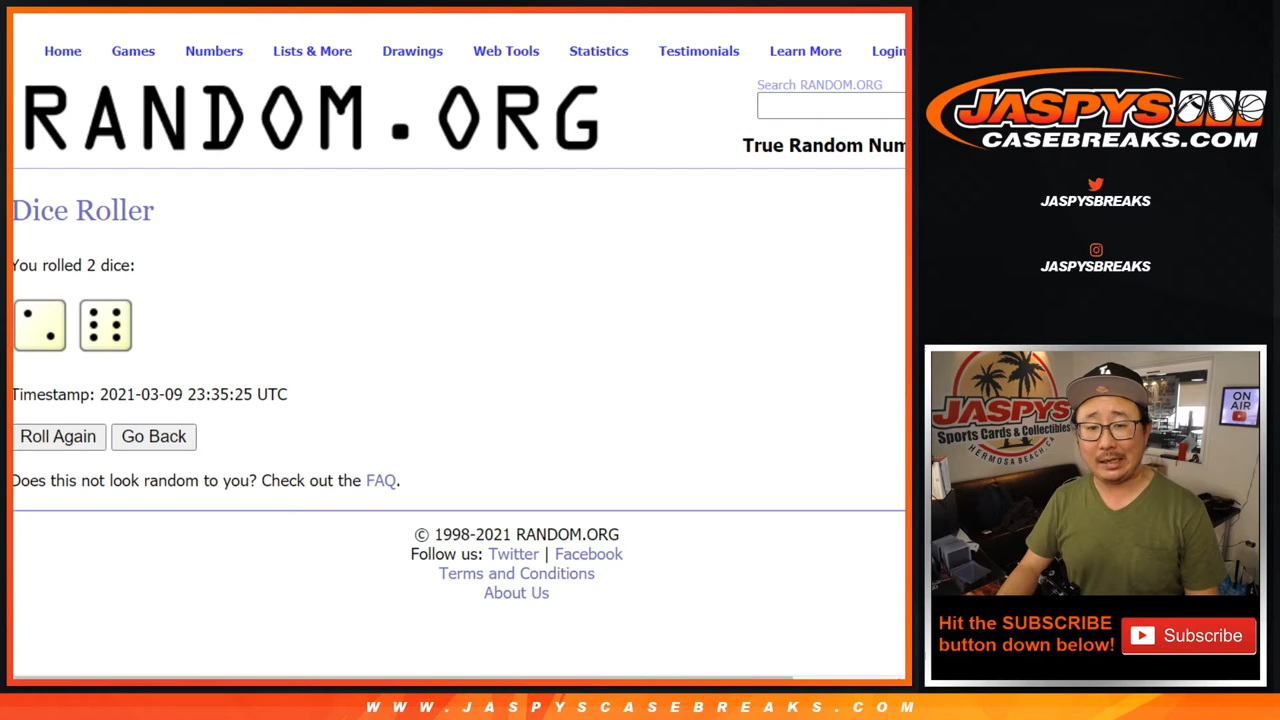 Home Games Numbers Lists & More Drawings Web Tools Statistics Testimonials Learn More Login
RANDOM.ORG
Search RANDOM.ORG
True Random Num
Dice Roller
You rolled 2 dice:
Timestamp: 2021-03-09 23:35:25 UTC
Roll Again Go Back
Does this not look random to you? Check out the FAQ.
© 1998-2021 RANDOM.ORG
Follow us: Twitter | Facebook
Terms and Conditions
About Us
JASPYS
CASEBREAKS.COM
JASPYSBREAKS
JASPYSBREAKS
JASPYS
Sports Cards & Collectibles
HERMOSA BEACH, CA
ON
AIR
Hit the SUBSCRIBE
button down below!
Subscribe
WWW.JASPYSCASEBREAKS.COM